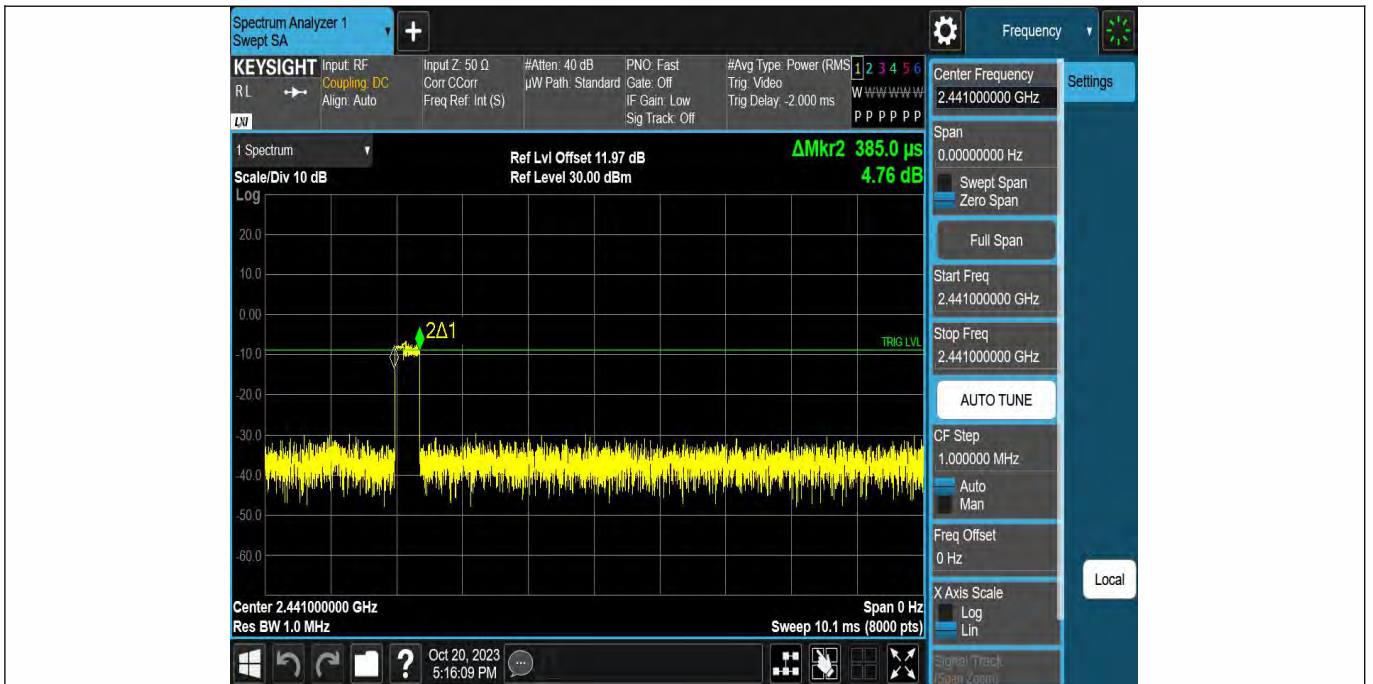 Spectrum Analyzer 1
Swept SA
+
Frequency
KEYSIGHT
RL
LXI
Input: RF
Coupling: DC
Align: Auto
Input Z: 50 Ω
Corr CCorr
Freq Ref: Int (S)
#Atten: 40 dB
µW Path: Standard
PNO: Fast
Gate: Off
IF Gain: Low
Sig Track: Off
#Avg Type: Power (RMS
Trig: Video
Trig Delay: -2.000 ms
1 2 3 4 5 6
W W W W W W
P P P P P P
1 Spectrum
Scale/Div 10 dB
Ref Lvl Offset 11.97 dB
Ref Level 30.00 dBm
ΔMkr2 385.0 µs
4.76 dB
Log
20.0
10.0
0.00
-10.0
-20.0
-30.0
-40.0
-50.0
-60.0
2Δ1
TRIG LVL
Center 2.441000000 GHz
Res BW 1.0 MHz
Span 0 Hz
Sweep 10.1 ms (8000 pts)
?
Oct 20, 2023
5:16:09 PM
Center Frequency
2.441000000 GHz
Settings
Span
0.00000000 Hz
Swept Span
Zero Span
Full Span
Start Freq
2.441000000 GHz
Stop Freq
2.441000000 GHz
AUTO TUNE
CF Step
1.000000 MHz
Auto
Man
Freq Offset
0 Hz
X Axis Scale
Log
Lin
Local
Signal Track
(Span Zoom)